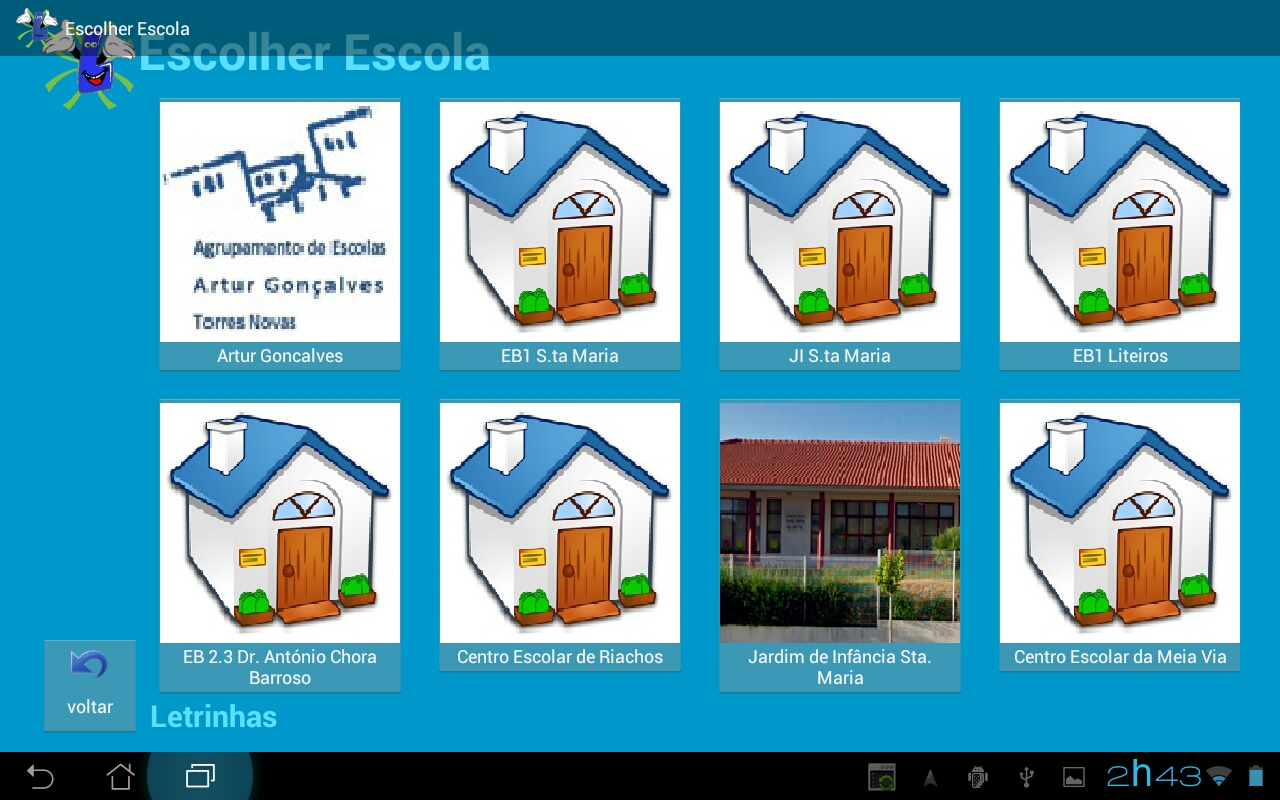 Escolher Escola
Escolher Escola
Agrupamento de Escolas
Artur Gonçalves
Torres Novas
Artur Goncalves
EB1 S.ta Maria
JI S.ta Maria
EB1 Liteiros
EB 2.3 Dr. António Chora
Barroso
Centro Escolar de Riachos
Jardim de Infância Sta.
Maria
Centro Escolar da Meia Via
voltar
Letrinhas
2h43